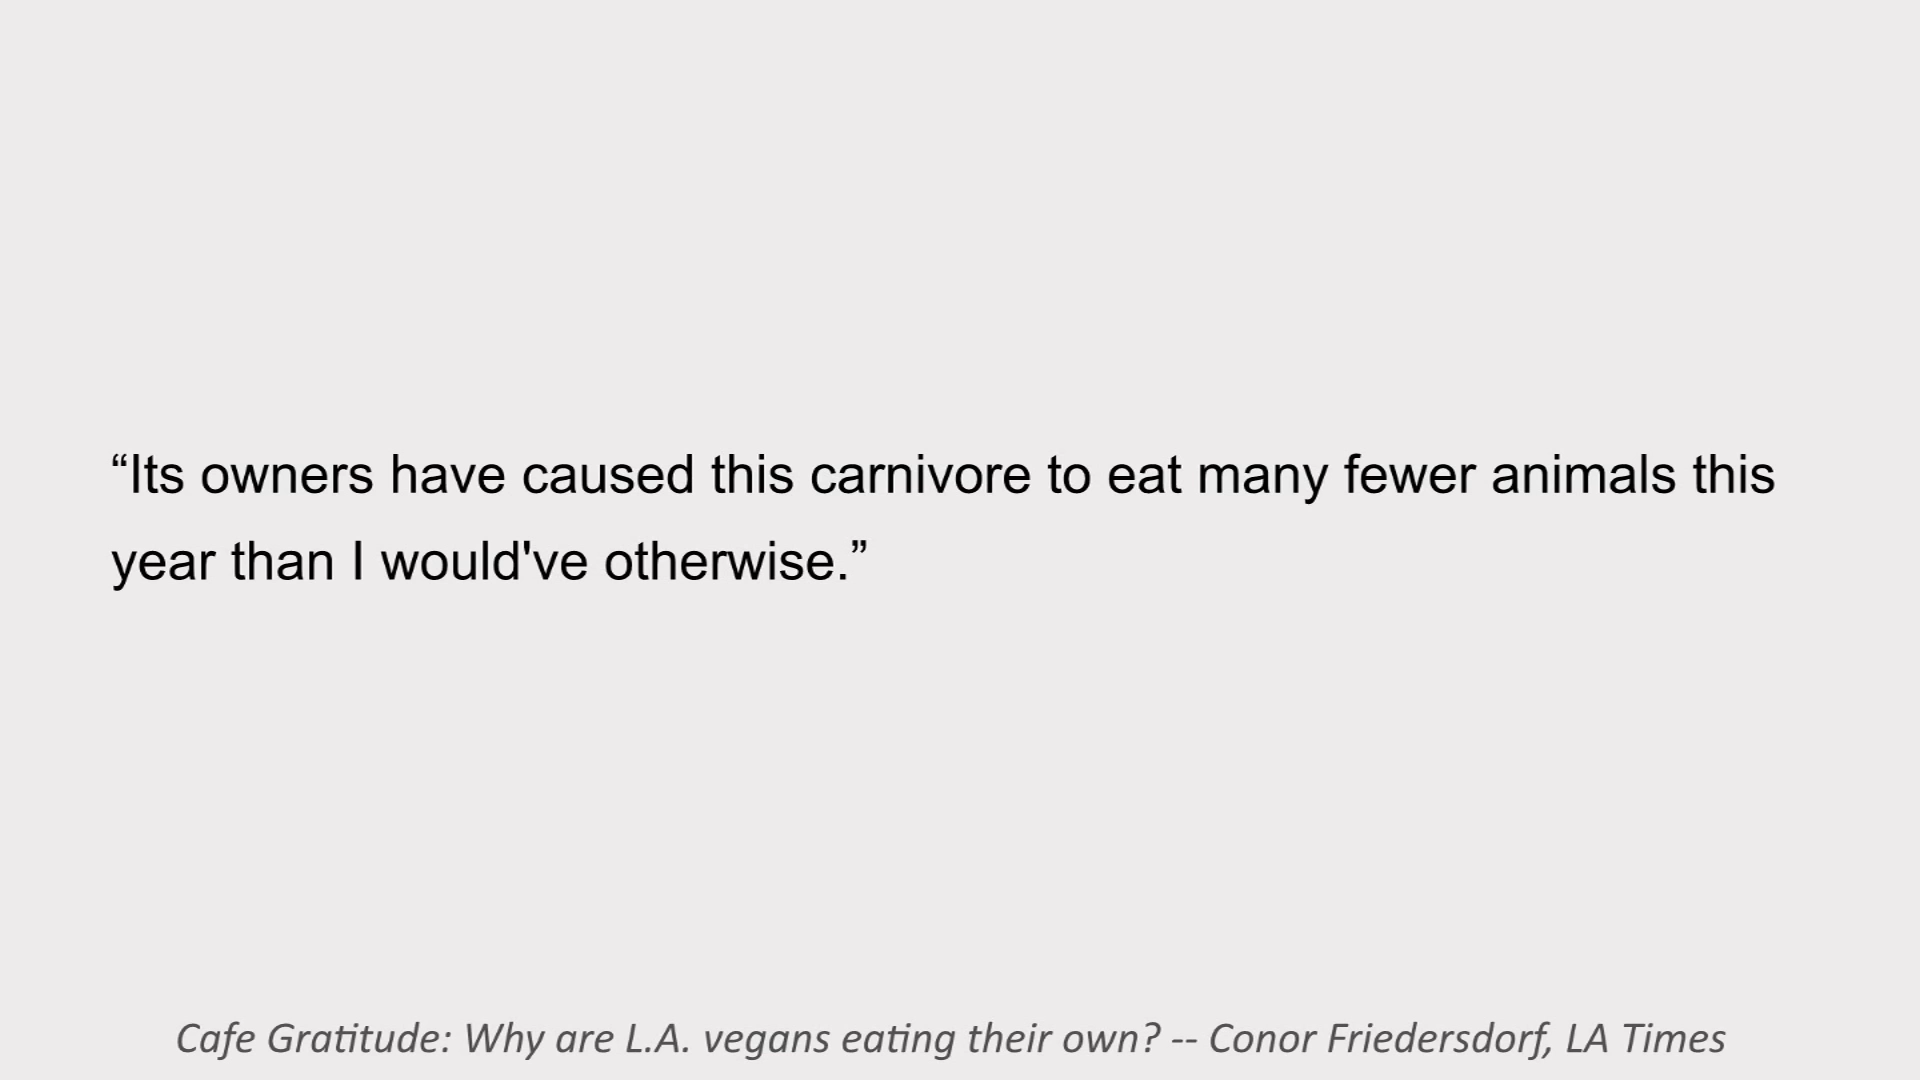 “Its owners have caused this carnivore to eat many fewer animals this
year than I would've otherwise.”
Cafe Gratitude: Why are L.A. vegans eating their own? -- Conor Friedersdorf, LA Times